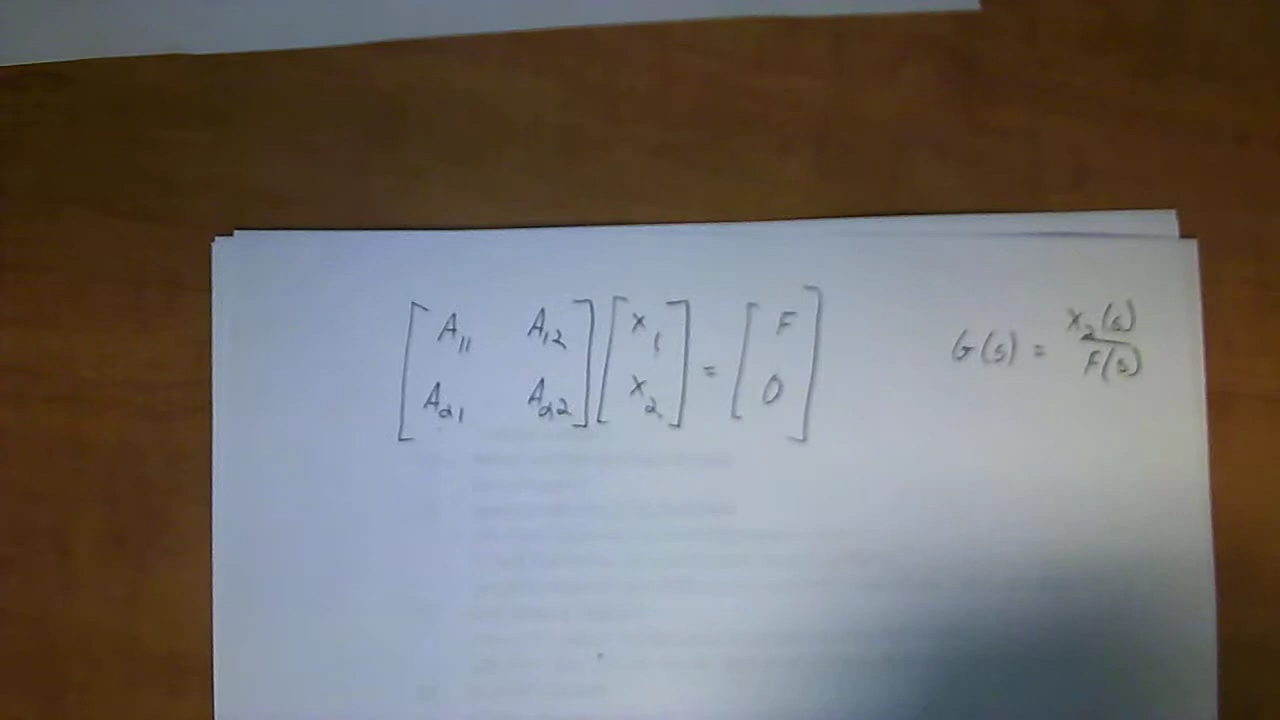 [ A₁₁ A₁₂ ] [ x₁ ] = [ F ]
[ A₂₁ A₂₂ ] [ x₂ ] [ 0 ]
G(s) = X₂(s) / F(s)